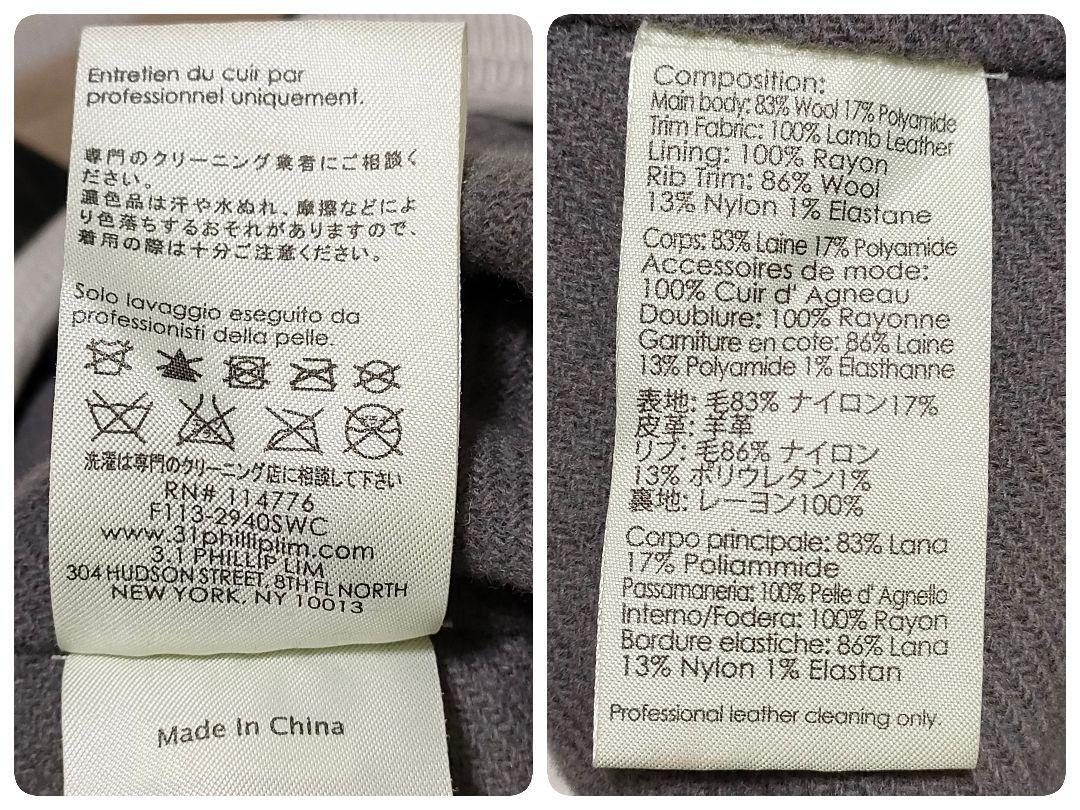 Entretien du cuir par
professionnel uniquement.
専門のクリーニング業者にご相談く
ださい。
濃色品は汗や水ぬれ、摩擦などによ
り色落ちするおそれがありますので、
着用の際は十分ご注意ください。
Solo lavaggio eseguito da
professionisti della pelle.
洗濯は専門のクリーニング店に相談して下さい
RN# 114776
F113-2940SWC
www.31philliplim.com
3.1 PHILLIP LIM
304 HUDSON STREET, 8TH FL NORTH
NEW YORK, NY 10013
Made In China
Composition:
Main body: 83% Wool 17% Polyamide
Trim Fabric: 100% Lamb Leather
Lining: 100% Rayon
Rib Trim: 86% Wool
13% Nylon 1% Elastane
Corps: 83% Laine 17% Polyamide
Accessoires de mode:
100% Cuir d' Agneau
Doublure: 100% Rayonne
Garniture en cote: 86% Laine
13% Polyamide 1% Elasthanne
表地: 毛83% ナイロン17%
皮革: 羊革
リブ: 毛86% ナイロン
13% ポリウレタン1%
裏地: レーヨン100%
Corpo principale: 83% Lana
17% Poliammide
Passamaneria: 100% Pelle d' Agnello
Interno/Fodera: 100% Rayon
Bordure elastiche: 86% Lana
13% Nylon 1% Elastan
Professional leather cleaning only.